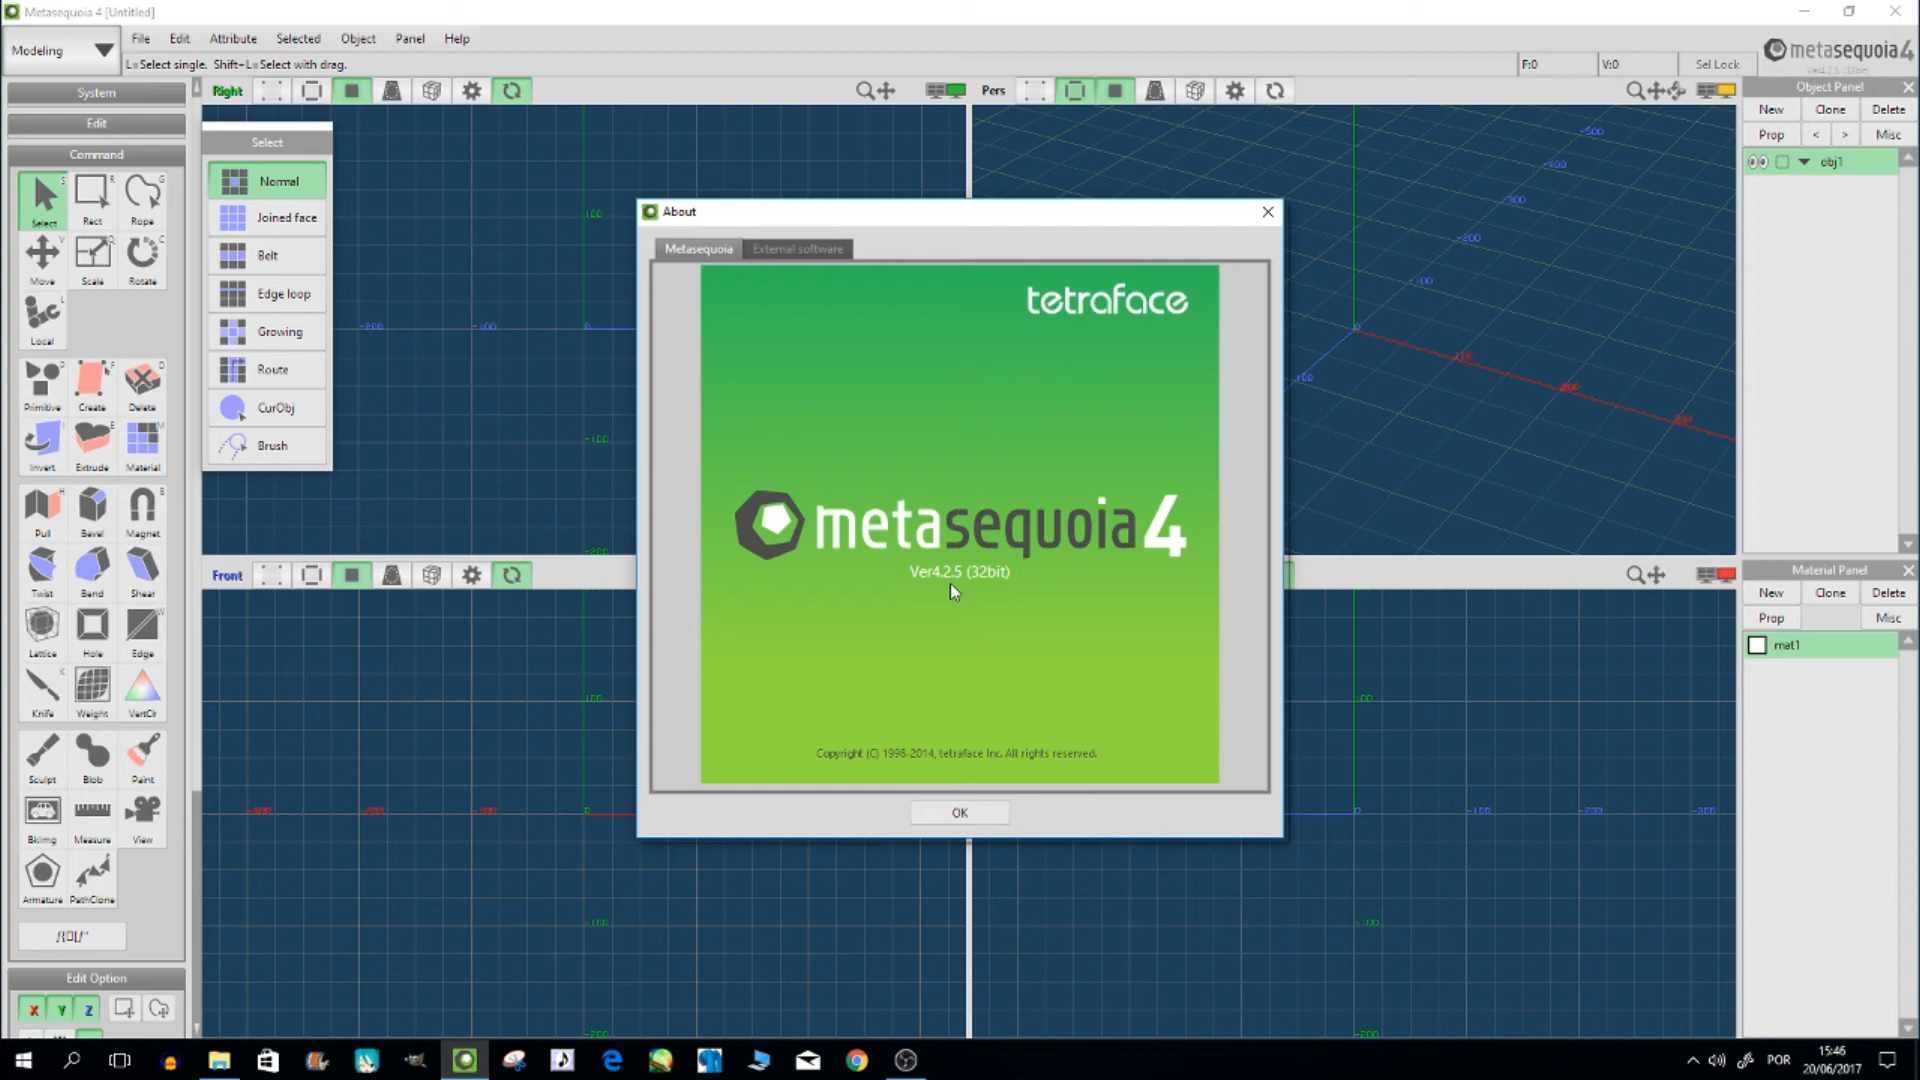 Metasequoia 4 [Untitled]
Modeling
File Edit Attribute Selected Object Panel Help
L=Select single. Shift+L=Select with drag.
F:0 V:0 Sel Lock
metasequoia4
System
Edit
Command
Select Rect Rope
Move Scale Rotate
Local
Primitive Create Delete
Invert Extrude Material
Pull Bevel Magnet
Twist Bend Shear
Lattice Hole Edge
Knife Weight VertClr
Sculpt Blob Paint
BkImg Measure View
Armature PathClone
Edit Option
X Y Z
Right
Pers
Front
Select
Normal
Joined face
Belt
Edge loop
Growing
Route
CurObj
Brush
About
Metasequoia External software
tetraface
metasequoia4
Ver4.2.5 (32bit)
Copyright (C) 1998-2014, tetraface Inc. All rights reserved.
OK
Object Panel
New Clone Delete
Prop < > Misc
obj1
Material Panel
New Clone Delete
Prop Misc
mat1
POR
15:46
20/06/2017